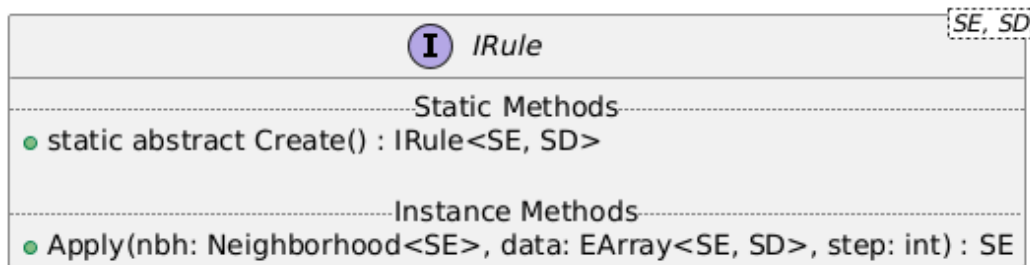 SE, SD
I IRule
Static Methods
static abstract Create() : IRule<SE, SD>
Instance Methods
Apply(nbh: Neighborhood<SE>, data: EArray<SE, SD>, step: int) : SE